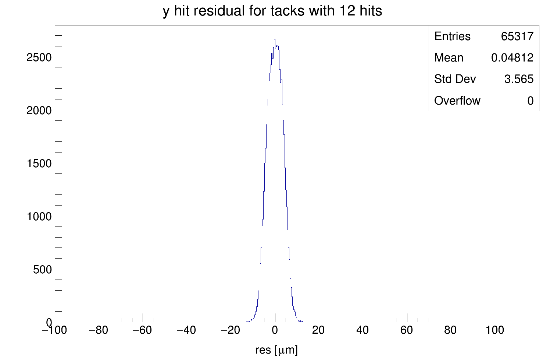 y hit residual for tacks with 12 hits
Entries 65317
Mean 0.04812
Std Dev 3.565
Overflow 0
2500
2000
1500
1000
500
0
−100 −80 −60 −40 −20 0 20 40 60 80 100
res [μm]